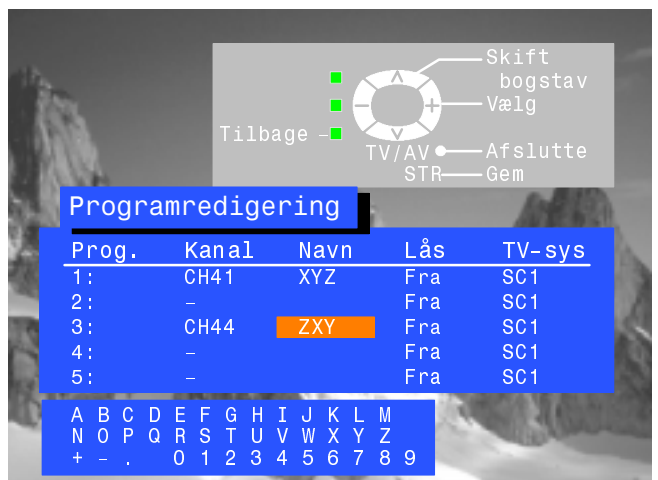 Skift
bogstav
Vælg
Tilbage
TV/AV Afslutte
STR Gem
Programredigering
Prog. Kanal Navn Lås TV-sys
1: CH41 XYZ Fra SC1
2: – Fra SC1
3: CH44 ZXY Fra SC1
4: – Fra SC1
5: – Fra SC1
A B C D E F G H I J K L M
N O P Q R S T U V W X Y Z
+ – . 0 1 2 3 4 5 6 7 8 9